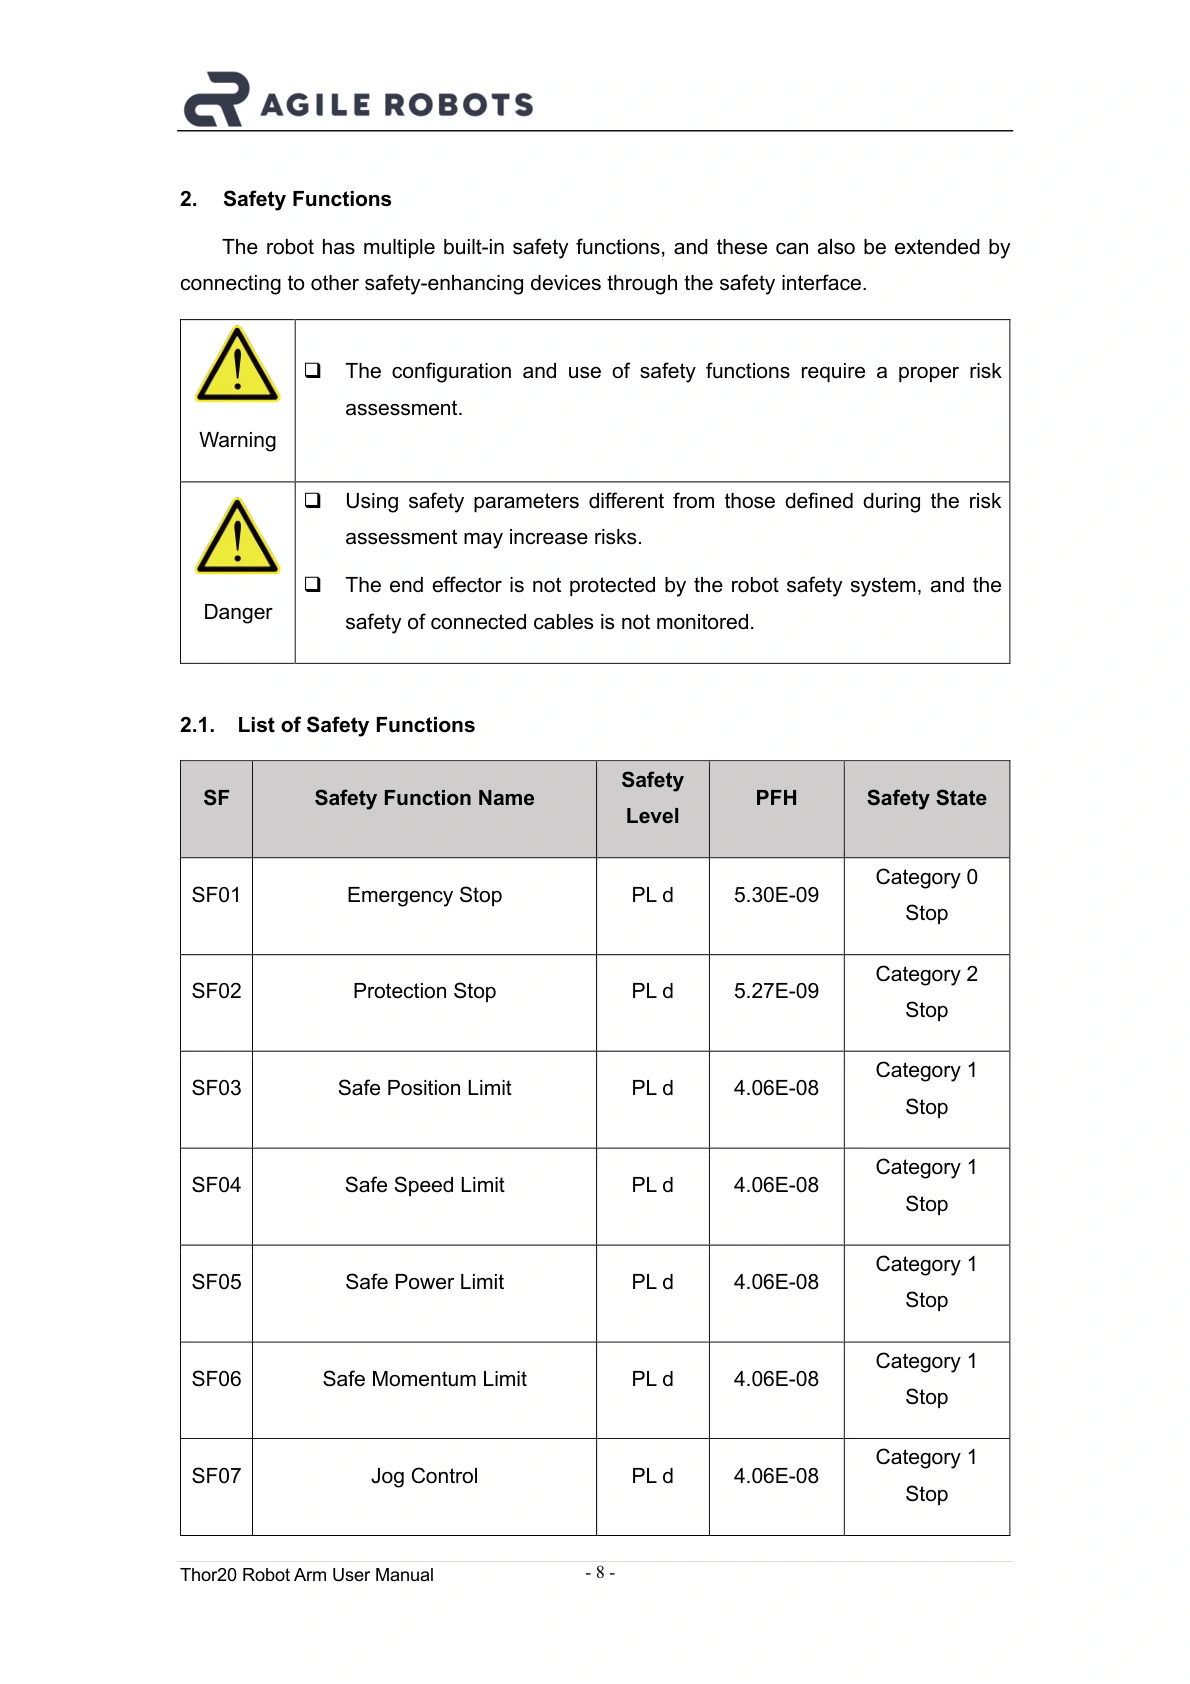 AGILE ROBOTS
2. Safety Functions
The robot has multiple built-in safety functions, and these can also be extended by
connecting to other safety-enhancing devices through the safety interface.
Warning
❑ The configuration and use of safety functions require a proper risk
assessment.
Danger
❑ Using safety parameters different from those defined during the risk
assessment may increase risks.
❑ The end effector is not protected by the robot safety system, and the
safety of connected cables is not monitored.
2.1. List of Safety Functions
SF Safety Function Name Safety Level PFH Safety State
SF01 Emergency Stop PL d 5.30E-09 Category 0 Stop
SF02 Protection Stop PL d 5.27E-09 Category 2 Stop
SF03 Safe Position Limit PL d 4.06E-08 Category 1 Stop
SF04 Safe Speed Limit PL d 4.06E-08 Category 1 Stop
SF05 Safe Power Limit PL d 4.06E-08 Category 1 Stop
SF06 Safe Momentum Limit PL d 4.06E-08 Category 1 Stop
SF07 Jog Control PL d 4.06E-08 Category 1 Stop
Thor20 Robot Arm User Manual - 8 -